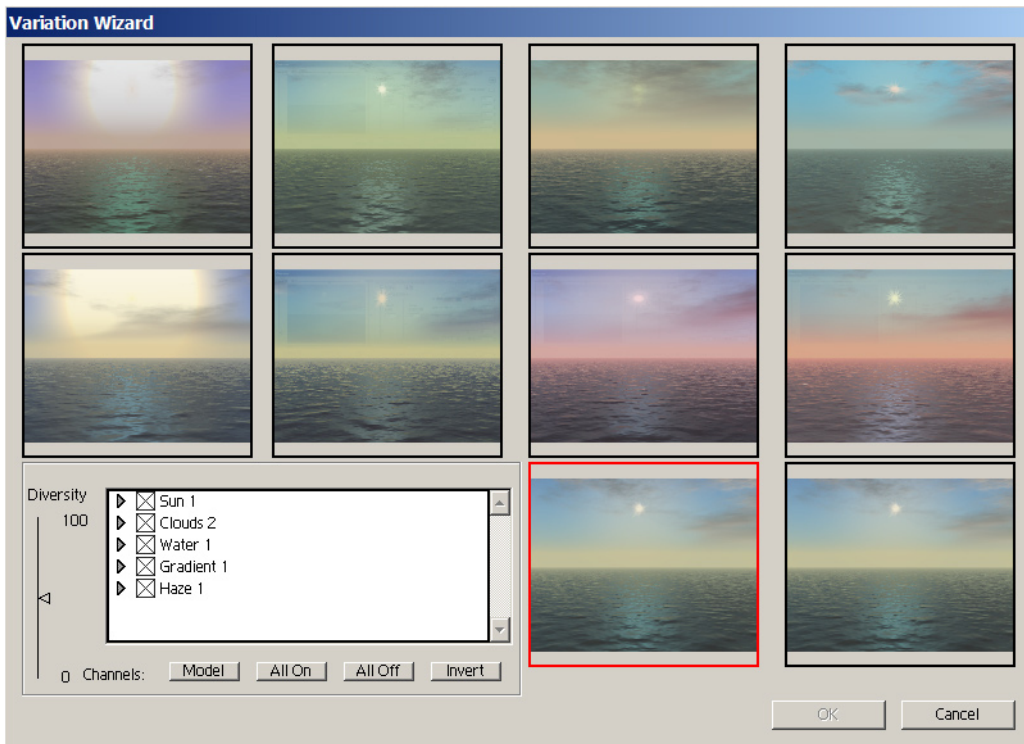 Variation Wizard
Diversity
100
Sun 1
Clouds 2
Water 1
Gradient 1
Haze 1
0 Channels: Model All On All Off Invert
OK Cancel